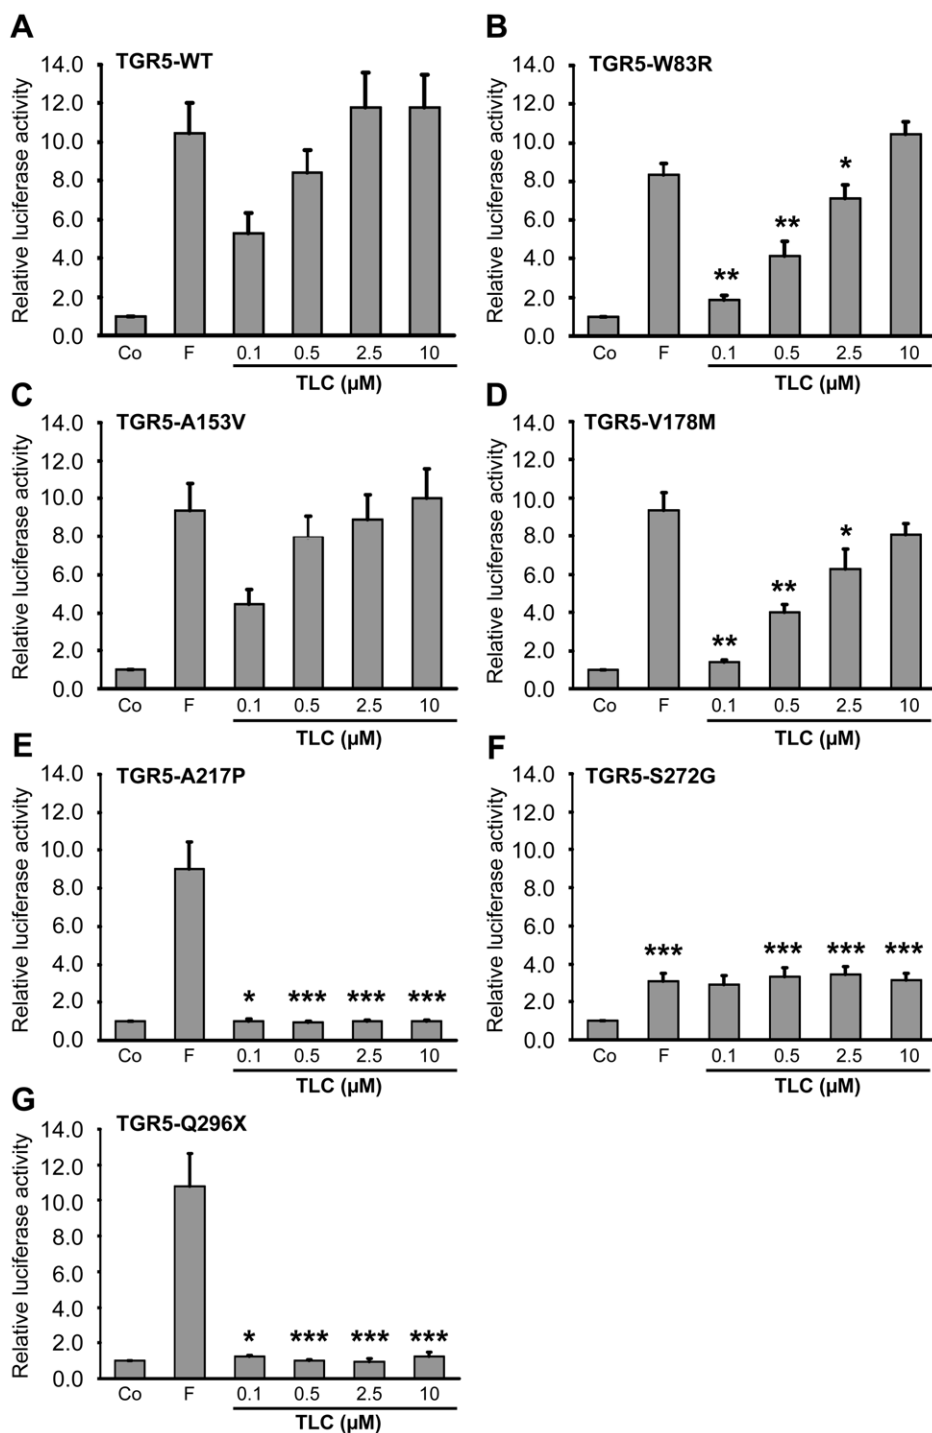 A
TGR5-WT
Relative luciferase activity
14.0
12.0
10.0
8.0
6.0
4.0
2.0
0.0
Co F 0.1 0.5 2.5 10
TLC (µM)
B
TGR5-W83R
Relative luciferase activity
14.0
12.0
10.0
8.0
6.0
4.0
2.0
0.0
** ** *
Co F 0.1 0.5 2.5 10
TLC (µM)
C
TGR5-A153V
Relative luciferase activity
14.0
12.0
10.0
8.0
6.0
4.0
2.0
0.0
Co F 0.1 0.5 2.5 10
TLC (µM)
D
TGR5-V178M
Relative luciferase activity
14.0
12.0
10.0
8.0
6.0
4.0
2.0
0.0
** ** *
Co F 0.1 0.5 2.5 10
TLC (µM)
E
TGR5-A217P
Relative luciferase activity
14.0
12.0
10.0
8.0
6.0
4.0
2.0
0.0
* *** *** ***
Co F 0.1 0.5 2.5 10
TLC (µM)
F
TGR5-S272G
Relative luciferase activity
14.0
12.0
10.0
8.0
6.0
4.0
2.0
0.0
*** *** *** ***
Co F 0.1 0.5 2.5 10
TLC (µM)
G
TGR5-Q296X
Relative luciferase activity
14.0
12.0
10.0
8.0
6.0
4.0
2.0
0.0
* *** *** ***
Co F 0.1 0.5 2.5 10
TLC (µM)